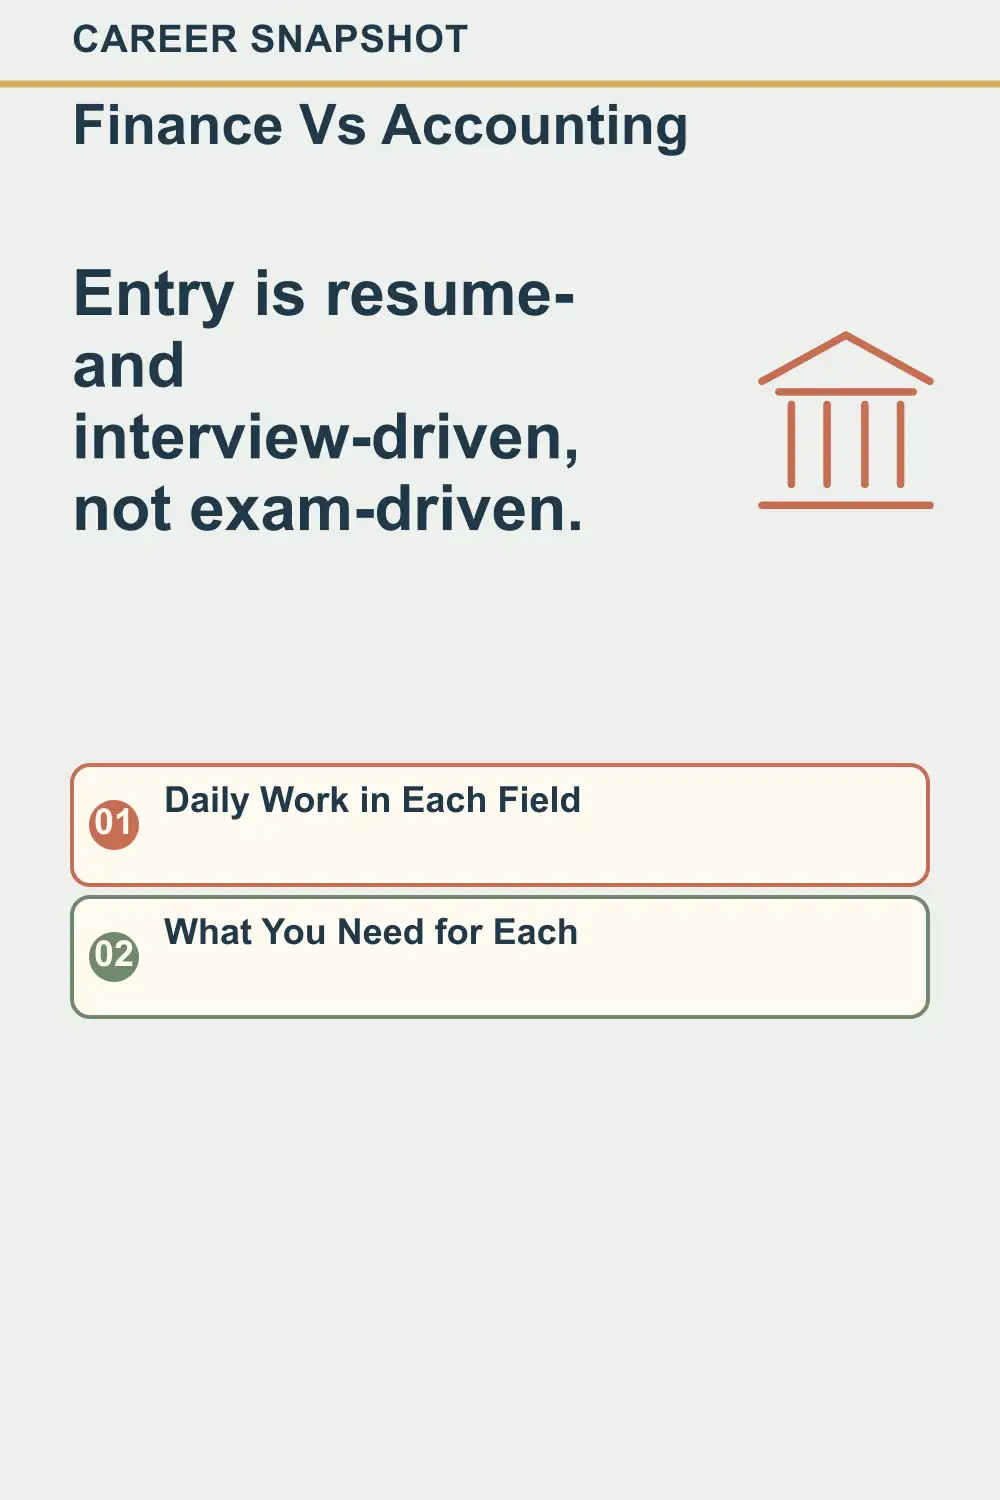 CAREER SNAPSHOT
Finance Vs Accounting
Entry is resume-
and
interview-driven,
not exam-driven.
01
Daily Work in Each Field
02
What You Need for Each